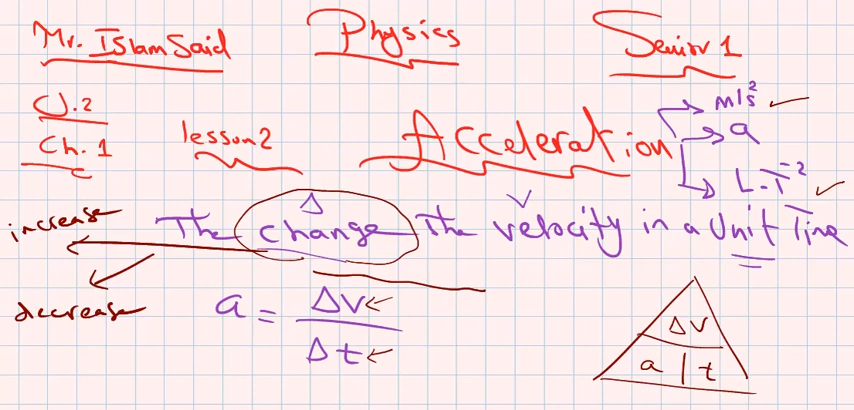 Mr. Islam Said Physics Senior 1
U.2
Ch. 1 lesson 2 Acceleration
m/s²
a
L.T⁻²
Δ V
The change The velocity in a Unit Time
increase
decrease
a = ΔV / Δt
ΔV
a | t